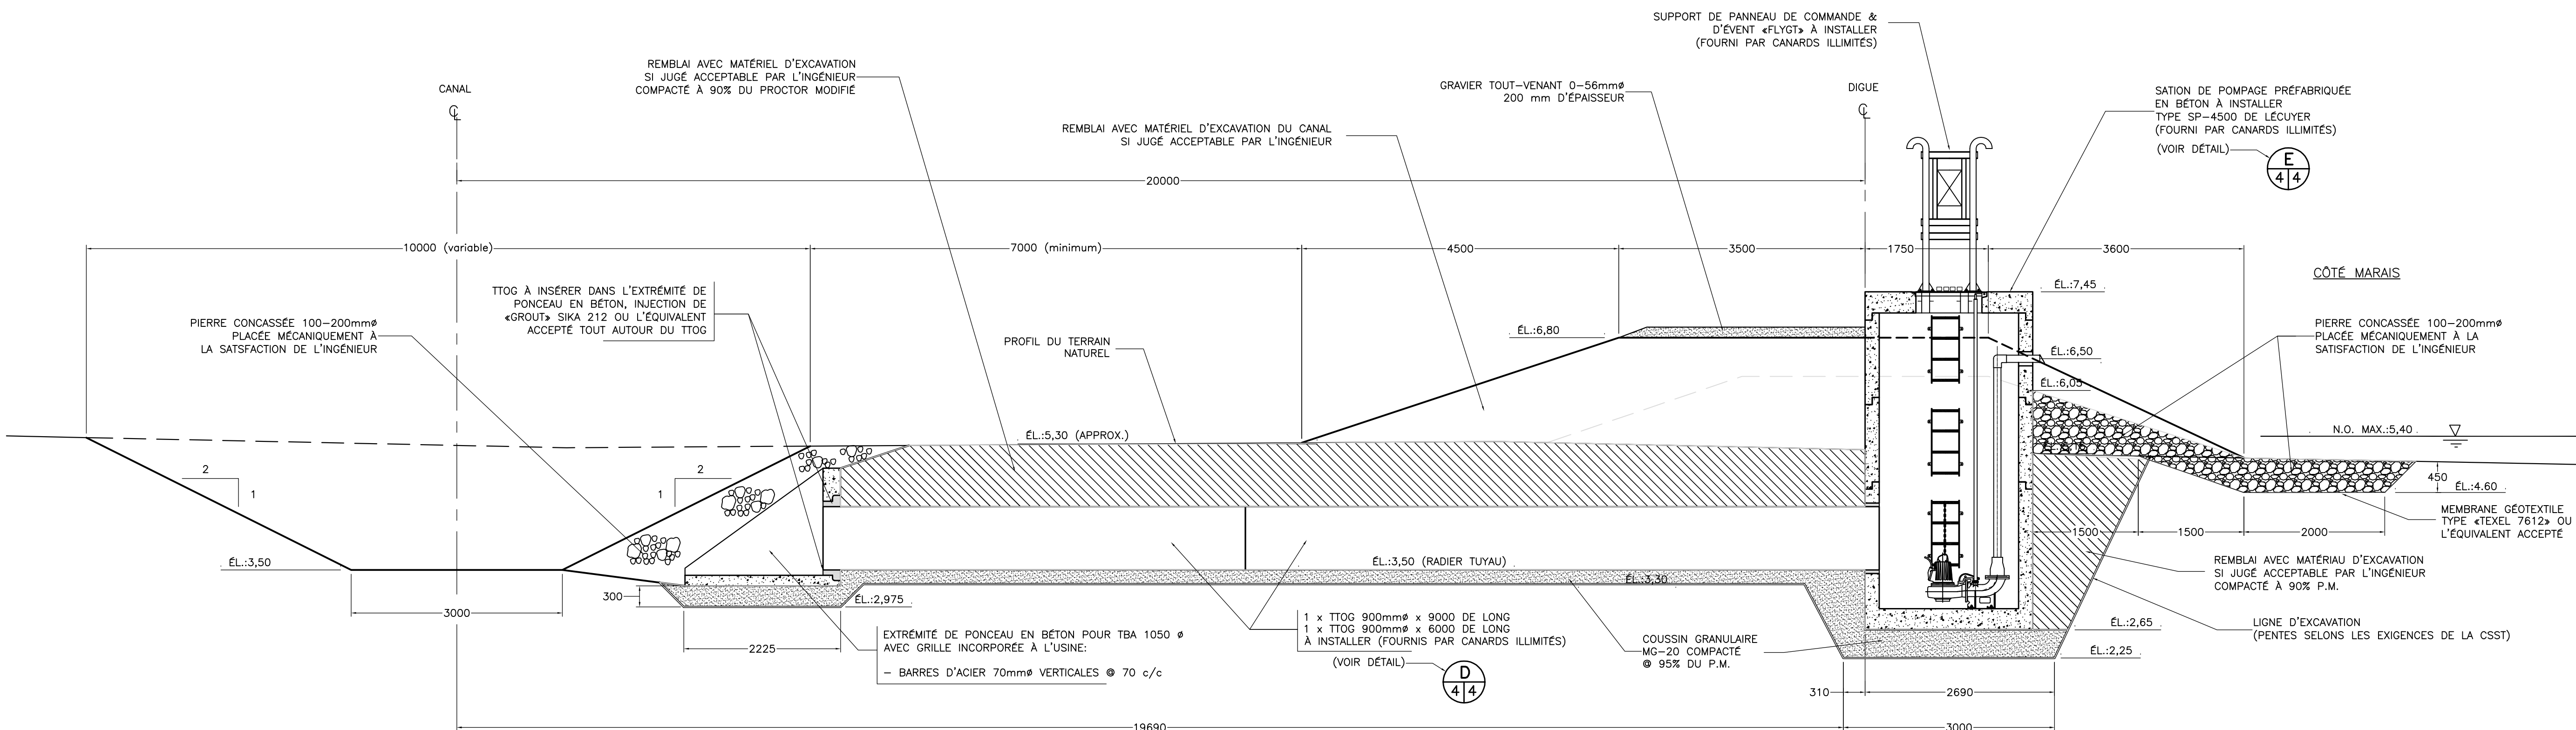 SUPPORT DE PANNEAU DE COMMANDE &
D'ÉVENT «FLYGT» À INSTALLER
(FOURNI PAR CANARDS ILLIMITÉS)
REMBLAI AVEC MATÉRIEL D'EXCAVATION
SI JUGÉ ACCEPTABLE PAR L'INGÉNIEUR
COMPACTÉ À 90% DU PROCTOR MODIFIÉ
CANAL
GRAVIER TOUT-VENANT 0-56mmø
200 mm D'ÉPAISSEUR
DIGUE
SATION DE POMPAGE PRÉFABRIQUÉE
EN BÉTON À INSTALLER
TYPE SP-4500 DE LÉCUYER
(FOURNI PAR CANARDS ILLIMITÉS)
(VOIR DÉTAIL)
E
4 4
REMBLAI AVEC MATÉRIEL D'EXCAVATION DU CANAL
SI JUGÉ ACCEPTABLE PAR L'INGÉNIEUR
20000
10000 (variable)
7000 (minimum)
4500
3500
1750
3600
CÔTÉ MARAIS
TTOG À INSÉRER DANS L'EXTRÉMITÉ DE
PONCEAU EN BÉTON, INJECTION DE
«GROUT» SIKA 212 OU L'ÉQUIVALENT
ACCEPTÉ TOUT AUTOUR DU TTOG
PIERRE CONCASSÉE 100-200mmø
PLACÉE MÉCANIQUEMENT À
LA SATSFACTION DE L'INGÉNIEUR
PROFIL DU TERRAIN
NATUREL
ÉL.:6,80
ÉL.:7,45
ÉL.:6,50
ÉL.:6,05
PIERRE CONCASSÉE 100-200mmø
PLACÉE MÉCANIQUEMENT À LA
SATISFACTION DE L'INGÉNIEUR
N.O. MAX.:5,40
ÉL.:5,30 (APPROX.)
2
1
2
1
450
ÉL.:4.60
MEMBRANE GÉOTEXTILE
TYPE «TEXEL 7612» OU
L'ÉQUIVALENT ACCEPTÉ
1500
1500
2000
ÉL.:3,50
ÉL.:3,50 (RADIER TUYAU)
ÉL.:3,30
REMBLAI AVEC MATÉRIAU D'EXCAVATION
SI JUGÉ ACCEPTABLE PAR L'INGÉNIEUR
COMPACTÉ À 90% P.M.
300
ÉL.:2,975
3000
2225
EXTRÉMITÉ DE PONCEAU EN BÉTON POUR TBA 1050 ø
AVEC GRILLE INCORPORÉE À L'USINE:
- BARRES D'ACIER 70mmø VERTICALES @ 70 c/c
1 x TTOG 900mmø x 9000 DE LONG
1 x TTOG 900mmø x 6000 DE LONG
À INSTALLER (FOURNIS PAR CANARDS ILLIMITÉS)
(VOIR DÉTAIL)
D
4 4
COUSSIN GRANULAIRE
MG-20 COMPACTÉ
@ 95% DU P.M.
ÉL.:2,65
ÉL.:2,25
LIGNE D'EXCAVATION
(PENTES SELONS LES EXIGENCES DE LA CSST)
310
2690
19690
3000